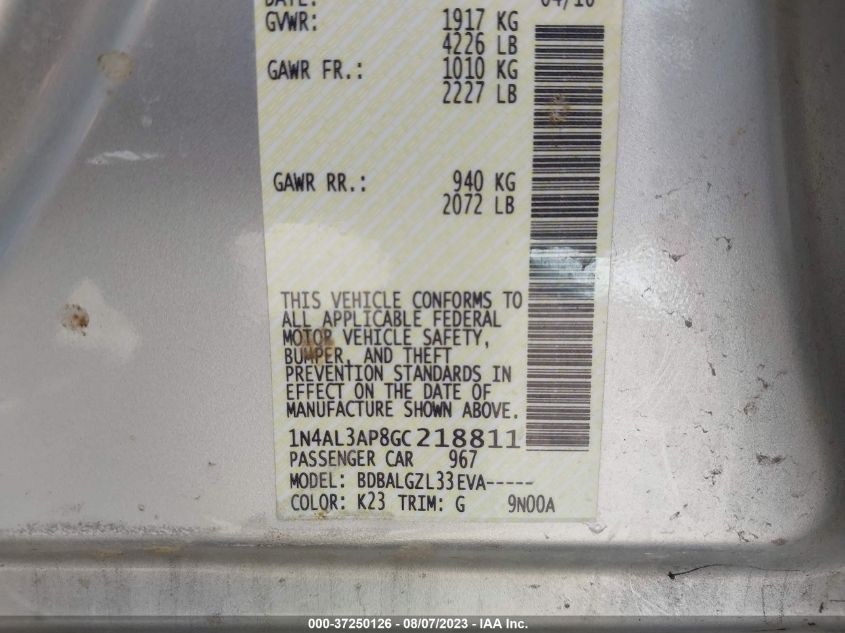 DATE: 04/16
GVWR: 1917 KG
4226 LB
GAWR FR.: 1010 KG
2227 LB
GAWR RR.: 940 KG
2072 LB
THIS VEHICLE CONFORMS TO
ALL APPLICABLE FEDERAL
MOTOR VEHICLE SAFETY,
BUMPER, AND THEFT
PREVENTION STANDARDS IN
EFFECT ON THE DATE OF
MANUFACTURE SHOWN ABOVE.
1N4AL3AP8GC218811
PASSENGER CAR 967
MODEL: BDBALGZL33EVA-----
COLOR: K23 TRIM: G 9N00A
000-37250126 - 08/07/2023 - IAA Inc.